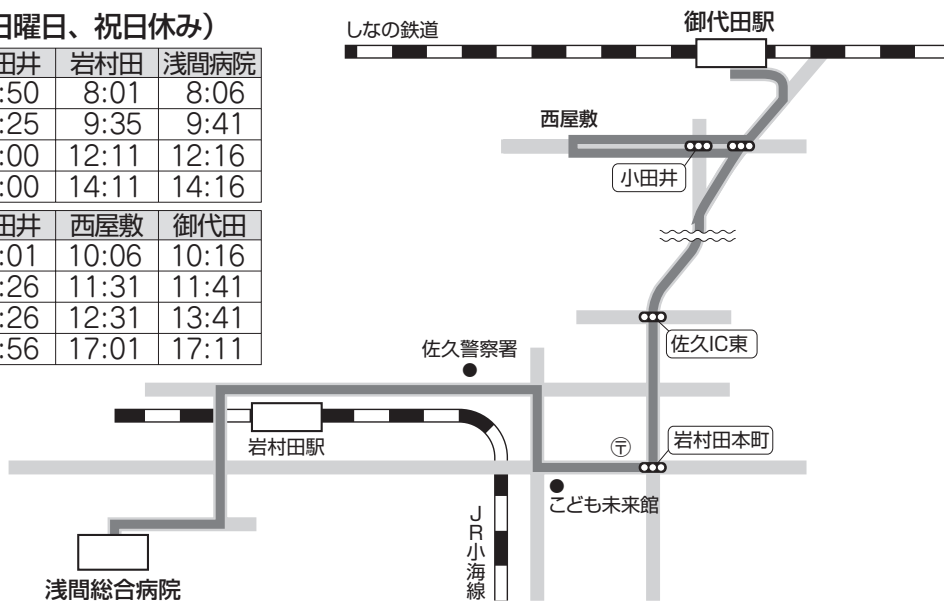 日曜日、祝日休み）
田井 岩村田 浅間病院
:50 8:01 8:06
:25 9:35 9:41
:00 12:11 12:16
:00 14:11 14:16
田井 西屋敷 御代田
:01 10:06 10:16
:26 11:31 11:41
:26 12:31 13:41
:56 17:01 17:11
しなの鉄道
御代田駅
西屋敷
小田井
佐久IC東
佐久警察署
岩村田駅
〒
岩村田本町
こども未来館
JR小海線
浅間総合病院